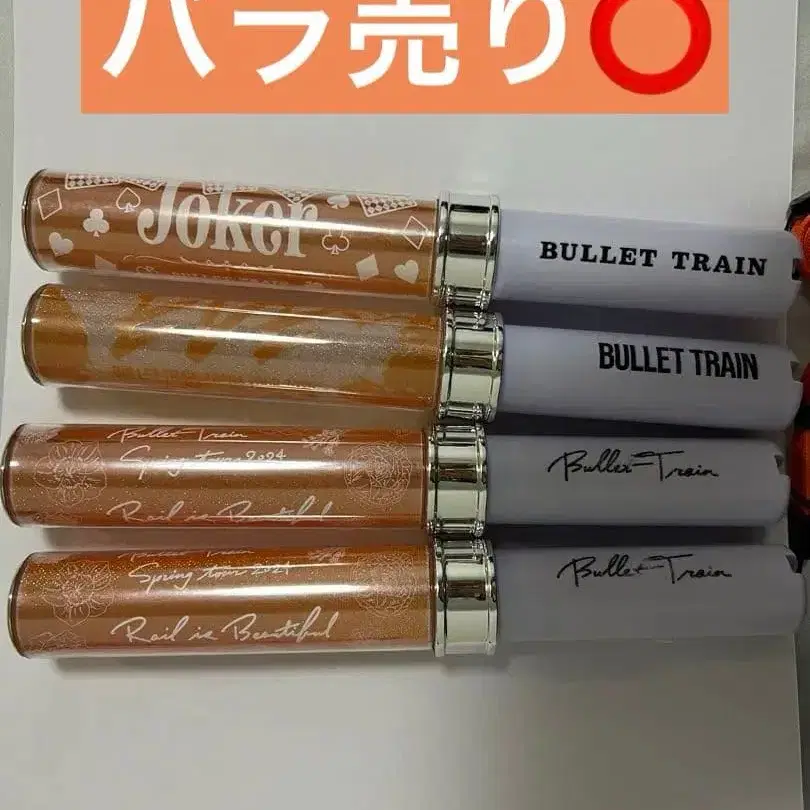 バラ売り⭕
Joker
BULLET TRAIN
BULLET TRAIN
Bullet Train
Spring tour 2024
Rail is Beautiful
Bullet Train
Bullet Train
Spring tour 2024
Rail is Beautiful
Bullet Train